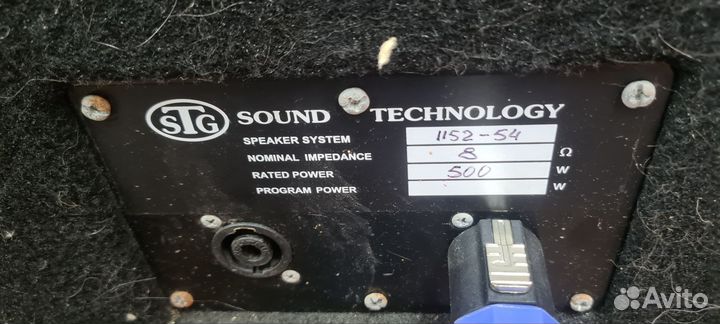 STG SOUND TECHNOLOGY
SPEAKER SYSTEM 1152-54
NOMINAL IMPEDANCE 8 Ω
RATED POWER 500 W
PROGRAM POWER W
Avito